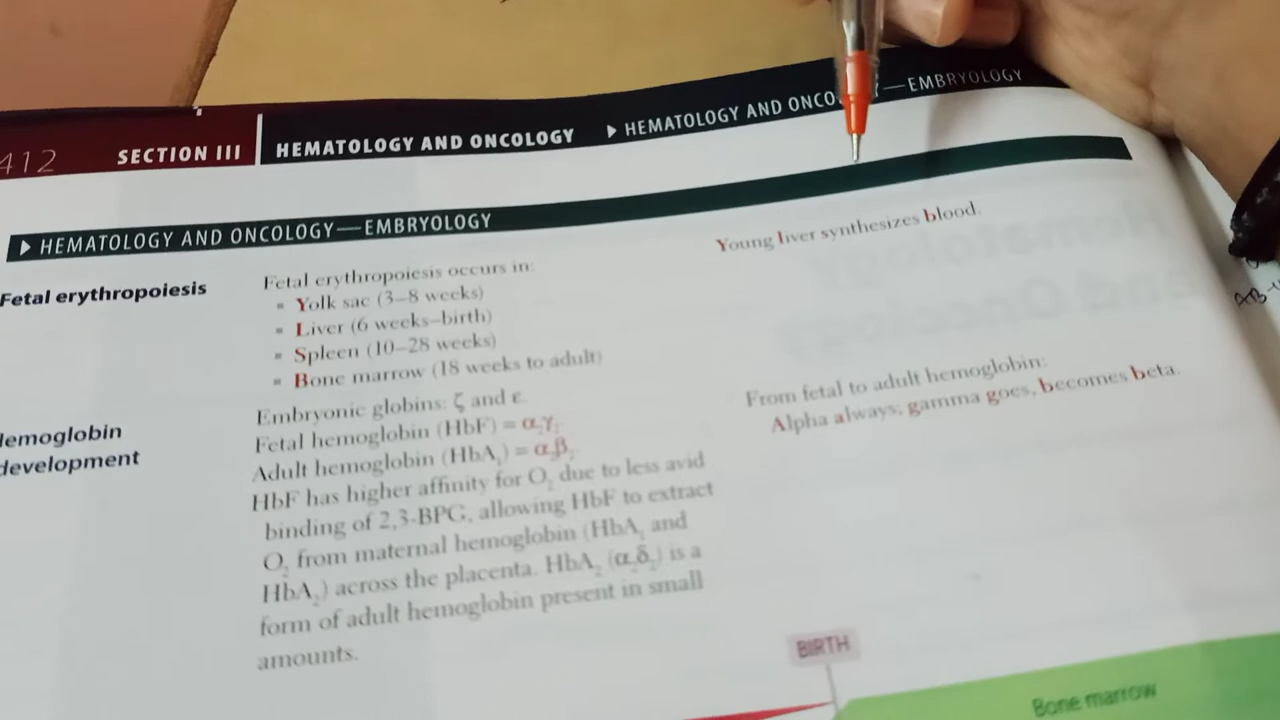 412 SECTION III HEMATOLOGY AND ONCOLOGY ▶ HEMATOLOGY AND ONCO —EMBRYOLOGY
▶ HEMATOLOGY AND ONCOLOGY—EMBRYOLOGY
Fetal erythropoiesis
Fetal erythropoiesis occurs in:
▪ Yolk sac (3–8 weeks)
▪ Liver (6 weeks–birth)
▪ Spleen (10–28 weeks)
▪ Bone marrow (18 weeks to adult)
Young liver synthesizes blood.
emoglobin
development
Embryonic globins: ζ and ε.
Fetal hemoglobin (HbF) = α₂γ₂.
Adult hemoglobin (HbA₁) = α₂β₂.
HbF has higher affinity for O₂ due to less avid
binding of 2,3-BPG, allowing HbF to extract
O₂ from maternal hemoglobin (HbA₁ and
HbA₂) across the placenta. HbA₂ (α₂δ₂) is a
form of adult hemoglobin present in small
amounts.
From fetal to adult hemoglobin:
Alpha always; gamma goes, becomes beta.
BIRTH
Bone marrow